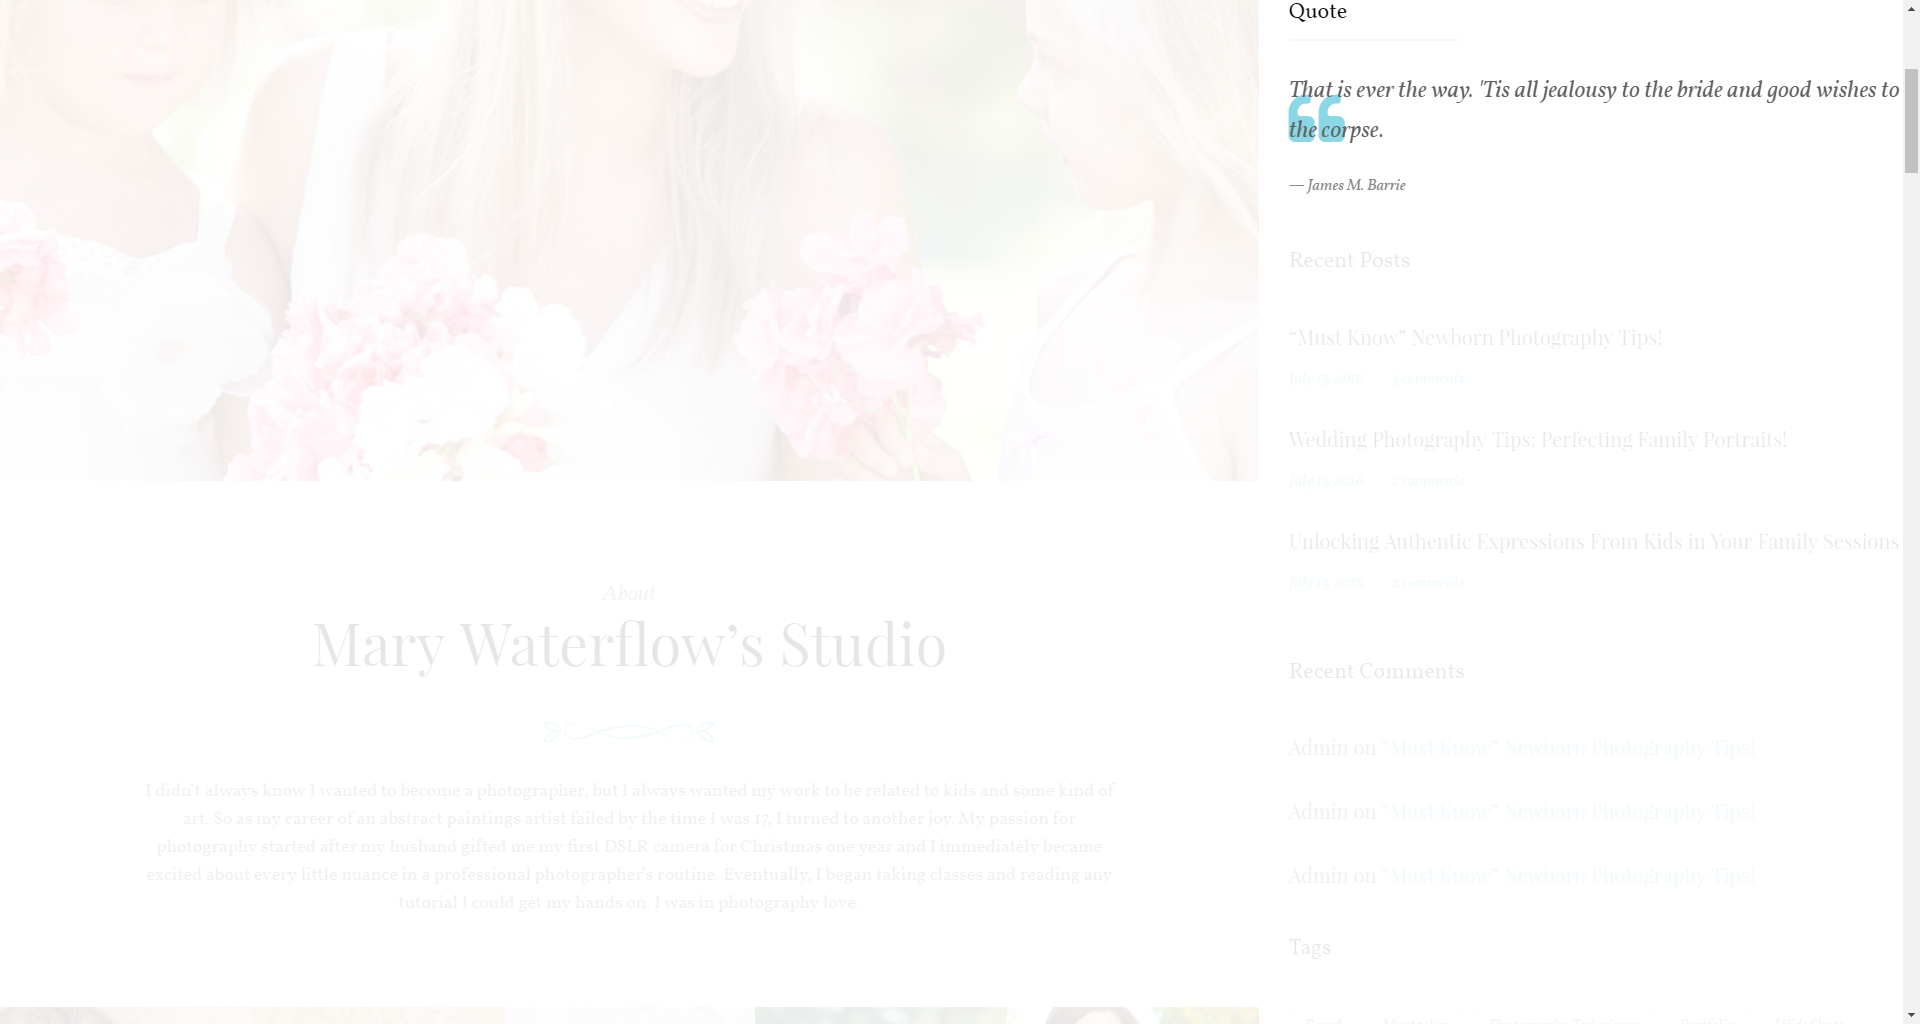 About
Mary Waterflow’s Studio
I didn't always know I wanted to become a photographer, but I always wanted my work to be related to kids and some kind of
art. So as my career of an abstract paintings artist failed by the time I was 17, I turned to another joy. My passion for
photography started after my husband gifted me my first DSLR camera for Christmas one year and I immediately became
excited about every little nuance in a professional photographer's routine. Eventually, I began taking classes and reading any
tutorial I could get my hands on. I was in photography love.
Quote
That is ever the way. 'Tis all jealousy to the bride and good wishes to
the corpse.
— James M. Barrie
Recent Posts
“Must Know” Newborn Photography Tips!
July 13, 2016 3 comments
Wedding Photography Tips: Perfecting Family Portraits!
July 13, 2016 2 comments
Unlocking Authentic Expressions From Kids in Your Family Sessions
July 13, 2016 2 comments
Recent Comments
Admin on “Must Know” Newborn Photography Tips!
Admin on “Must Know” Newborn Photography Tips!
Admin on “Must Know” Newborn Photography Tips!
Tags